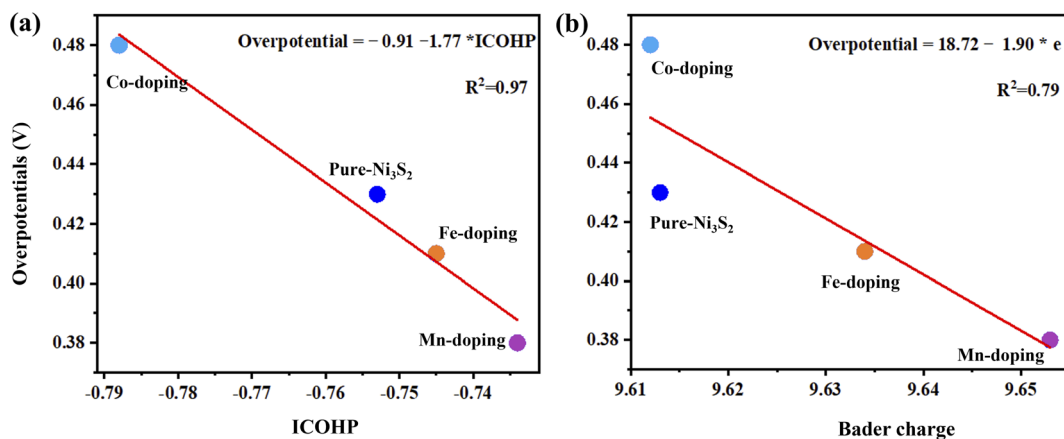 (a)
Overpotential = − 0.91 −1.77 *ICOHP
R²=0.97
Co-doping
Pure-Ni₃S₂
Fe-doping
Mn-doping
0.48
0.46
0.44
0.42
0.40
0.38
Overpotentials (V)
-0.79
-0.78
-0.77
-0.76
-0.75
-0.74
ICOHP
(b)
Overpotential = 18.72 − 1.90 * e
R²=0.79
Co-doping
Pure-Ni₃S₂
Fe-doping
Mn-doping
0.48
0.46
0.44
0.42
0.40
0.38
9.61
9.62
9.63
9.64
9.65
Bader charge